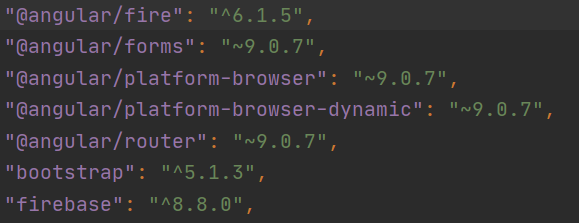 "@angular/fire": "^6.1.5",
"@angular/forms": "~9.0.7",
"@angular/platform-browser": "~9.0.7",
"@angular/platform-browser-dynamic": "~9.0.7",
"@angular/router": "~9.0.7",
"bootstrap": "^5.1.3",
"firebase": "^8.8.0",